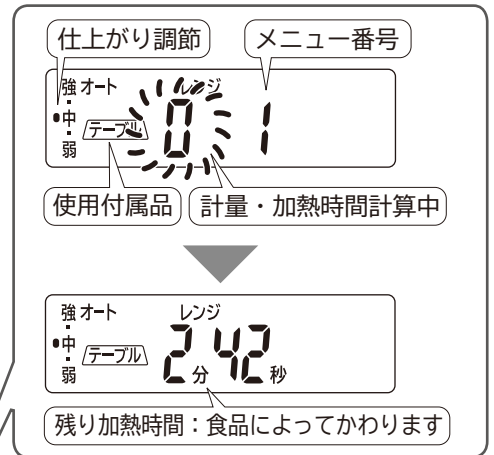 仕上がり調節
メニュー番号
強 オート レンジ
中 テーブル 0 1
弱
使用付属品
計量・加熱時間計算中
強 オート レンジ
中 テーブル 2分42秒
弱
残り加熱時間：食品によってかわります